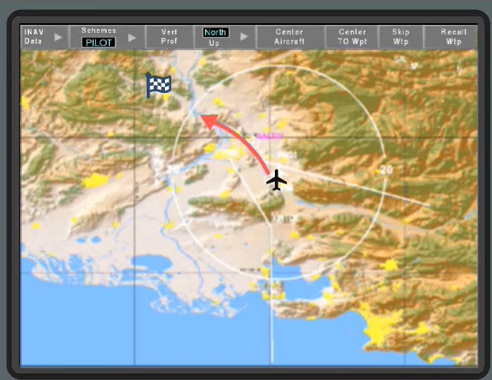 INAV Data
Schemes PILOT
Vert Prof
North Up
Center Aircraft
Center TO Wpt
Skip Wtp
Recall Wtp
20